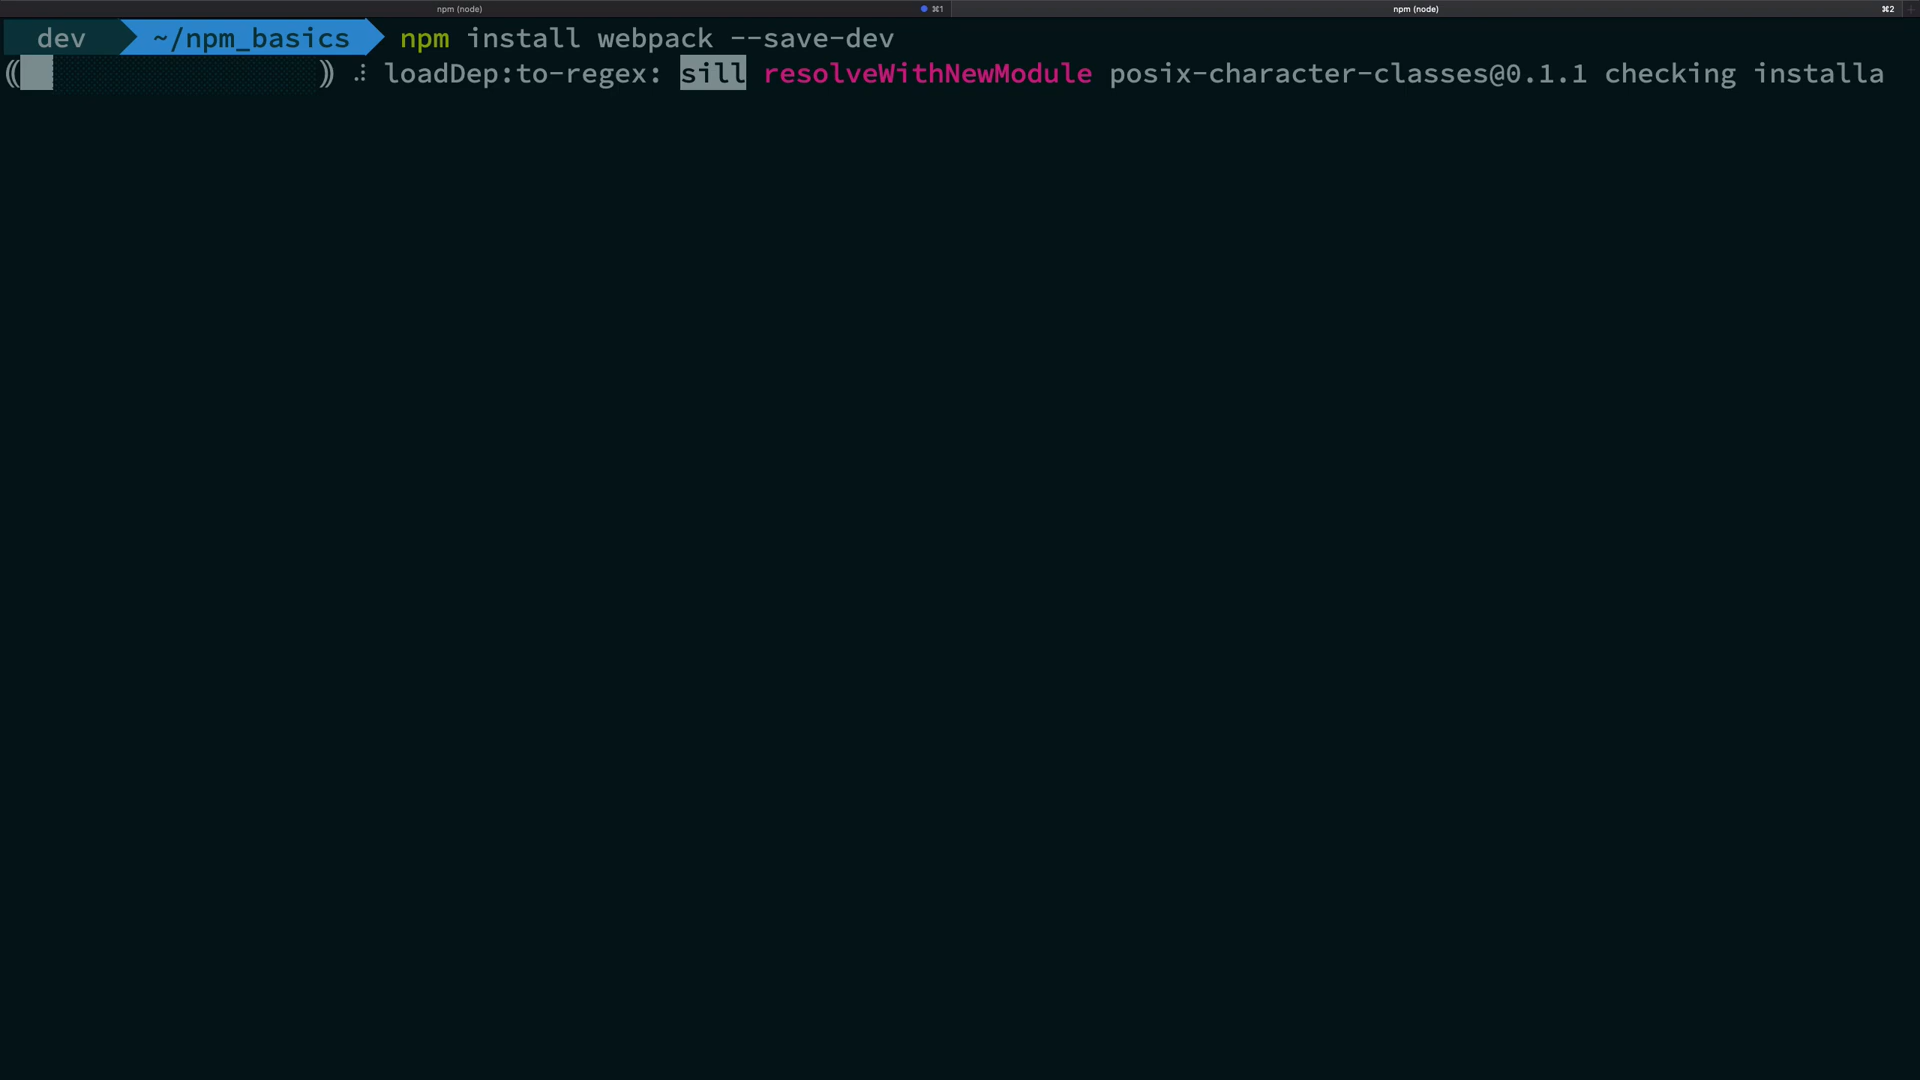 npm (node) ⌘1 npm (node) ⌘2 +
dev ~/npm_basics npm install webpack --save-dev
(( )) ⠼ loadDep:to-regex: sill resolveWithNewModule posix-character-classes@0.1.1 checking installa